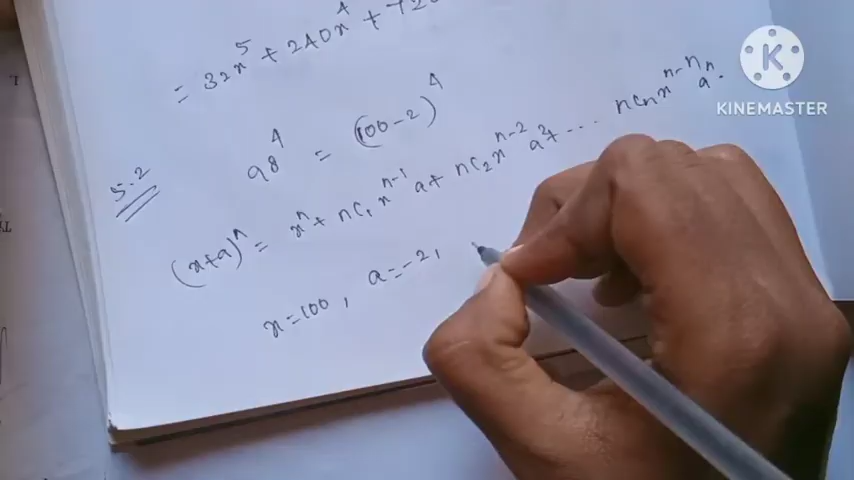 = 32x⁵ + 240x⁴ + 720
5.2 98⁴ = (100-2)⁴
(x+a)ⁿ = xⁿ + nC₁ xⁿ⁻¹ a + nC₂ xⁿ⁻² a² + ... nCn xⁿ⁻ⁿ aⁿ.
x=100, a=-2,
KINEMASTER